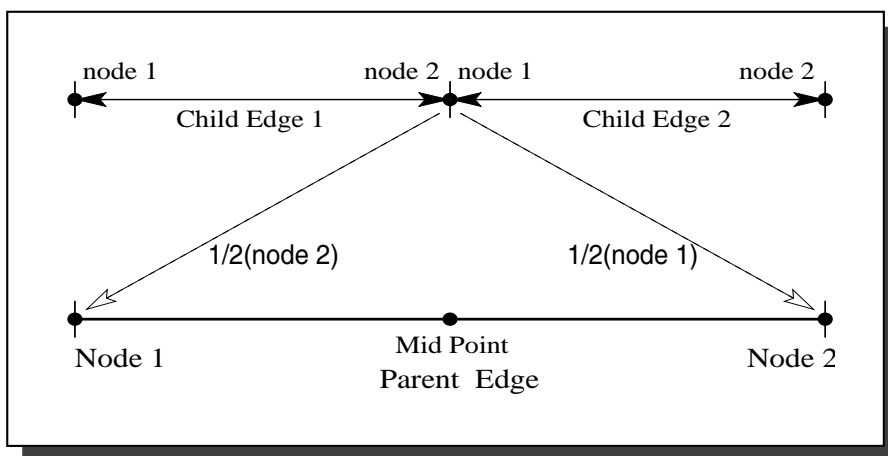 node 1 node 2 node 1 node 2
Child Edge 1 Child Edge 2
1/2(node 2) 1/2(node 1)
Node 1 Mid Point Node 2
Parent Edge